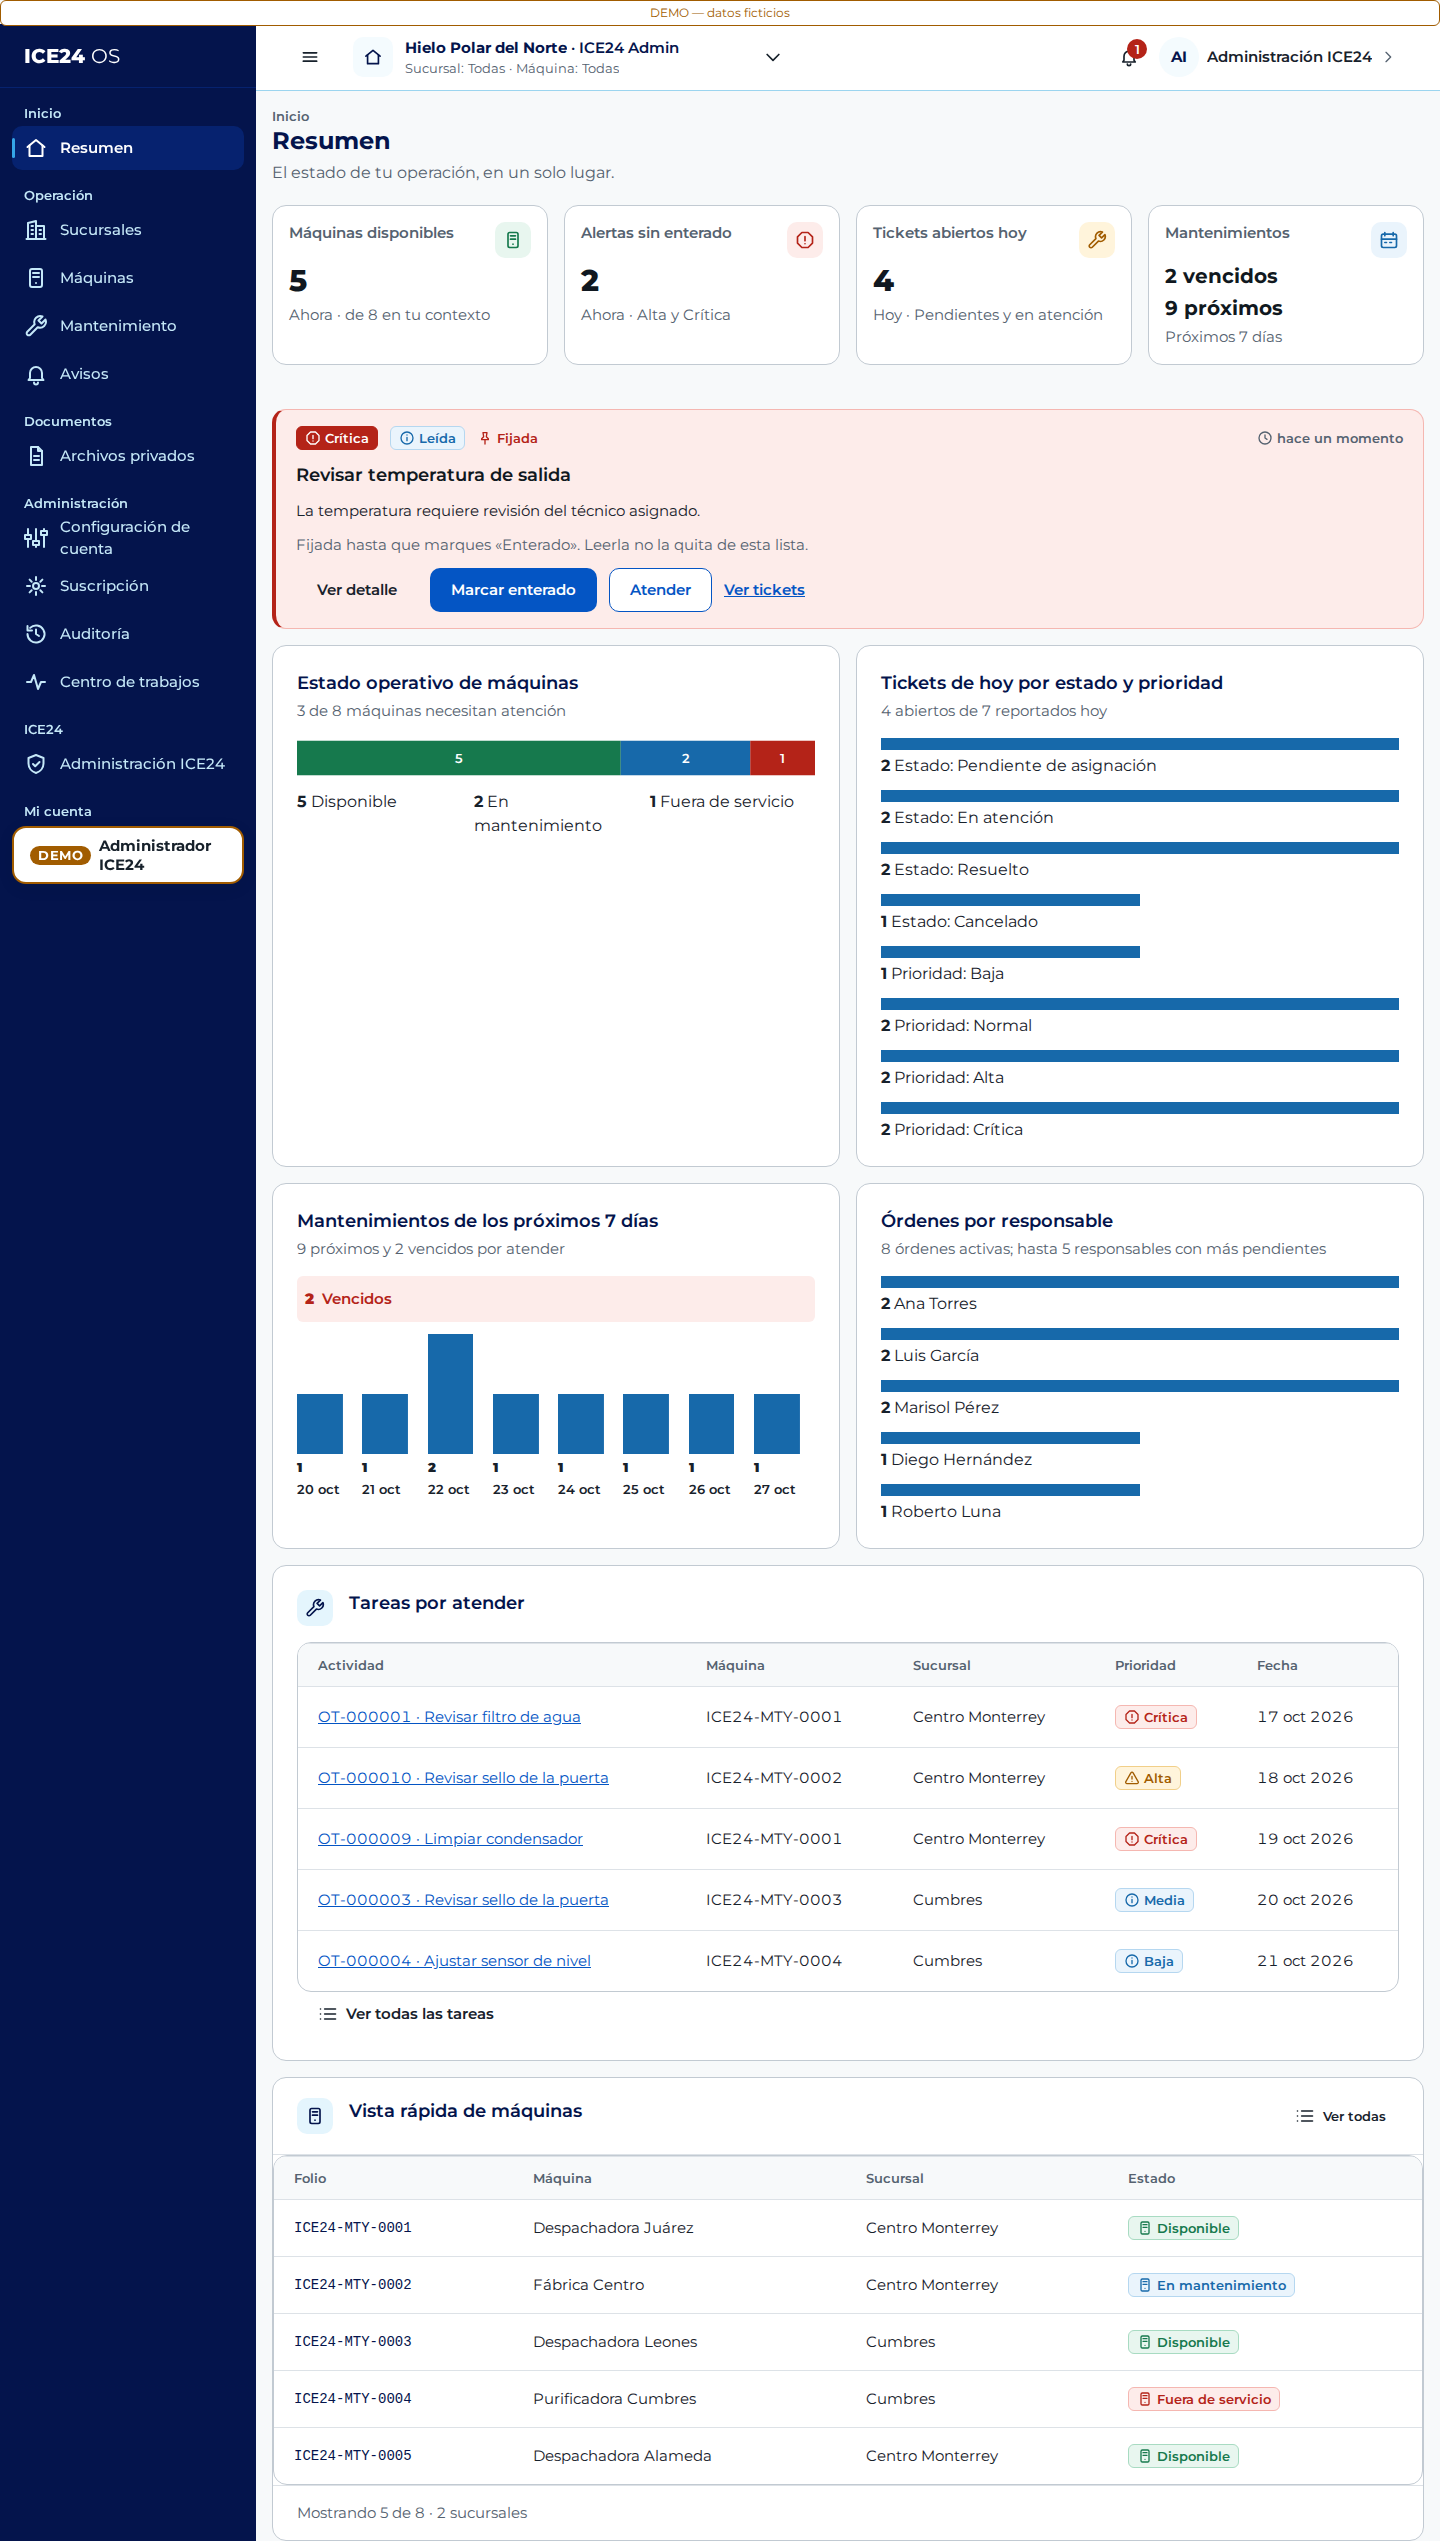 DEMO — datos ficticios
ICE24 OS
Hielo Polar del Norte · ICE24 Admin
Sucursal: Todas · Máquina: Todas
1
AI
Administración ICE24
Inicio
Resumen
Operación
Sucursales
Máquinas
Mantenimiento
Avisos
Documentos
Archivos privados
Administración
Configuración de
cuenta
Suscripción
Auditoría
Centro de trabajos
ICE24
Administración ICE24
Mi cuenta
DEMO
Administrador
ICE24
Inicio
Resumen
El estado de tu operación, en un solo lugar.
Máquinas disponibles
5
Ahora · de 8 en tu contexto
Alertas sin enterado
2
Ahora · Alta y Crítica
Tickets abiertos hoy
4
Hoy · Pendientes y en atención
Mantenimientos
2 vencidos
9 próximos
Próximos 7 días
Crítica
Leída
Fijada
hace un momento
Revisar temperatura de salida
La temperatura requiere revisión del técnico asignado.
Fijada hasta que marques «Enterado». Leerla no la quita de esta lista.
Ver detalle
Marcar enterado
Atender
Ver tickets
Estado operativo de máquinas
3 de 8 máquinas necesitan atención
5
2
1
5 Disponible
2 En
mantenimiento
1 Fuera de servicio
Tickets de hoy por estado y prioridad
4 abiertos de 7 reportados hoy
2 Estado: Pendiente de asignación
2 Estado: En atención
2 Estado: Resuelto
1 Estado: Cancelado
1 Prioridad: Baja
2 Prioridad: Normal
2 Prioridad: Alta
2 Prioridad: Crítica
Mantenimientos de los próximos 7 días
9 próximos y 2 vencidos por atender
2 Vencidos
1 1 2 1 1 1 1 1
20 oct 21 oct 22 oct 23 oct 24 oct 25 oct 26 oct 27 oct
Órdenes por responsable
8 órdenes activas; hasta 5 responsables con más pendientes
2 Ana Torres
2 Luis García
2 Marisol Pérez
1 Diego Hernández
1 Roberto Luna
Tareas por atender
Actividad Máquina Sucursal Prioridad Fecha
OT-000001 · Revisar filtro de agua ICE24-MTY-0001 Centro Monterrey Crítica 17 oct 2026
OT-000010 · Revisar sello de la puerta ICE24-MTY-0002 Centro Monterrey Alta 18 oct 2026
OT-000009 · Limpiar condensador ICE24-MTY-0001 Centro Monterrey Crítica 19 oct 2026
OT-000003 · Revisar sello de la puerta ICE24-MTY-0003 Cumbres Media 20 oct 2026
OT-000004 · Ajustar sensor de nivel ICE24-MTY-0004 Cumbres Baja 21 oct 2026
Ver todas las tareas
Vista rápida de máquinas
Ver todas
Folio Máquina Sucursal Estado
ICE24-MTY-0001 Despachadora Juárez Centro Monterrey Disponible
ICE24-MTY-0002 Fábrica Centro Centro Monterrey En mantenimiento
ICE24-MTY-0003 Despachadora Leones Cumbres Disponible
ICE24-MTY-0004 Purificadora Cumbres Cumbres Fuera de servicio
ICE24-MTY-0005 Despachadora Alameda Centro Monterrey Disponible
Mostrando 5 de 8 · 2 sucursales